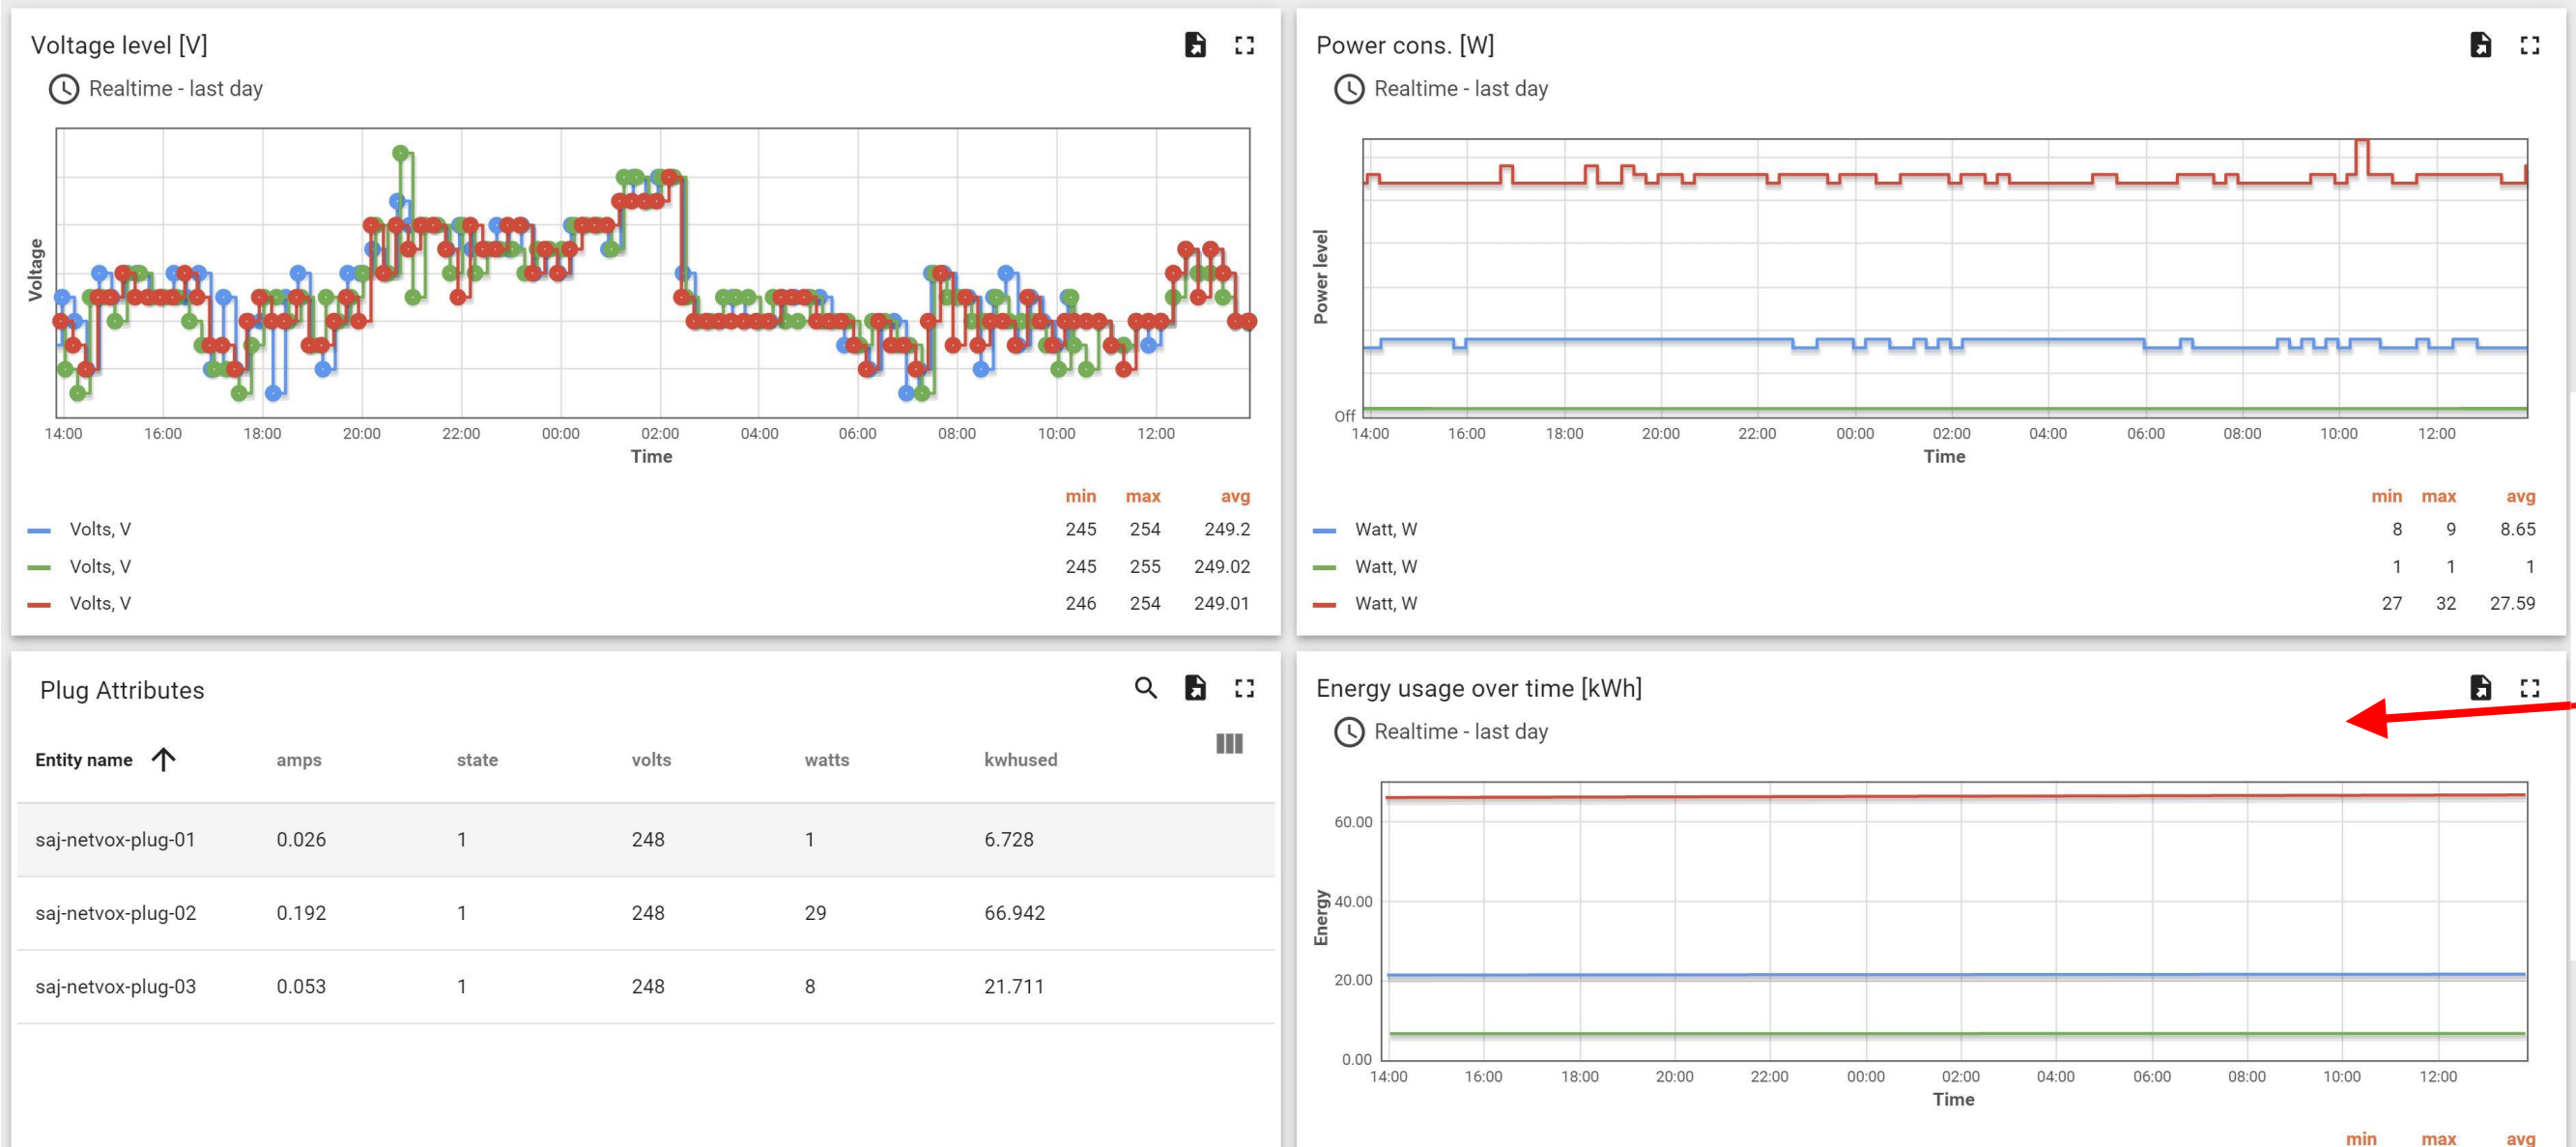 Voltage level [V]
Realtime - last day
Voltage
14:00 16:00 18:00 20:00 22:00 00:00 02:00 04:00 06:00 08:00 10:00 12:00
Time
min max avg
Volts, V 245 254 249.2
Volts, V 245 255 249.02
Volts, V 246 254 249.01
Power cons. [W]
Realtime - last day
Power level
Off
14:00 16:00 18:00 20:00 22:00 00:00 02:00 04:00 06:00 08:00 10:00 12:00
Time
min max avg
Watt, W 8 9 8.65
Watt, W 1 1 1
Watt, W 27 32 27.59
Plug Attributes
Entity name amps state volts watts kwhused
saj-netvox-plug-01 0.026 1 248 1 6.728
saj-netvox-plug-02 0.192 1 248 29 66.942
saj-netvox-plug-03 0.053 1 248 8 21.711
Energy usage over time [kWh]
Realtime - last day
Energy
60.00
40.00
20.00
0.00
14:00 16:00 18:00 20:00 22:00 00:00 02:00 04:00 06:00 08:00 10:00 12:00
Time
min max avg